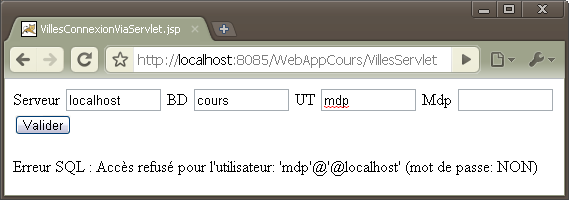 VillesConnexionViaServlet.jsp
http://localhost:8085/WebAppCours/VillesServlet
Serveur localhost BD cours UT mdp Mdp
Valider
Erreur SQL : Accès refusé pour l'utilisateur: 'mdp'@'@localhost' (mot de passe: NON)